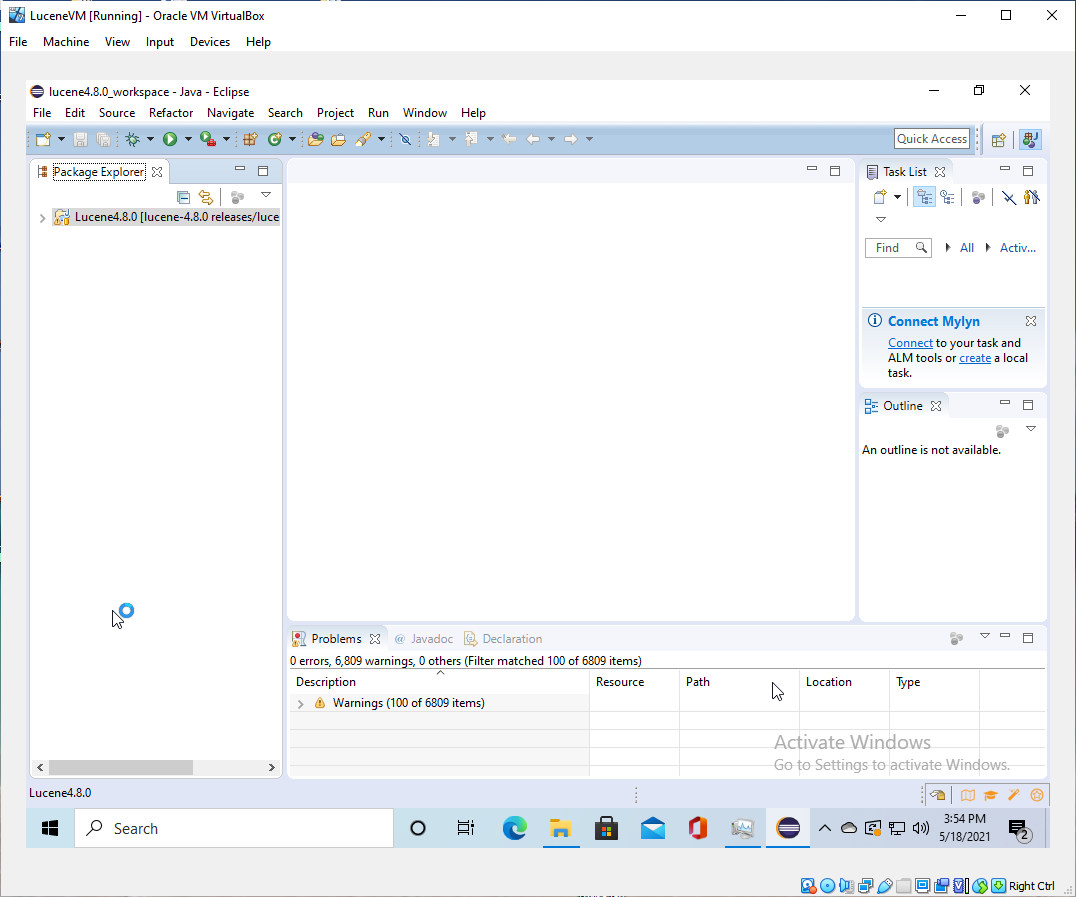 LuceneVM [Running] - Oracle VM VirtualBox
File Machine View Input Devices Help
lucene4.8.0_workspace - Java - Eclipse
File Edit Source Refactor Navigate Search Project Run Window Help
Quick Access
Package Explorer
Lucene4.8.0 [lucene-4.8.0 releases/luce
Task List
Find All Activ...
Connect Mylyn
Connect to your task and
ALM tools or create a local
task.
Outline
An outline is not available.
Problems @ Javadoc Declaration
0 errors, 6,809 warnings, 0 others (Filter matched 100 of 6809 items)
Description Resource Path Location Type
Warnings (100 of 6809 items)
Activate Windows
Go to Settings to activate Windows.
Lucene4.8.0
Search
3:54 PM
5/18/2021
2
Right Ctrl